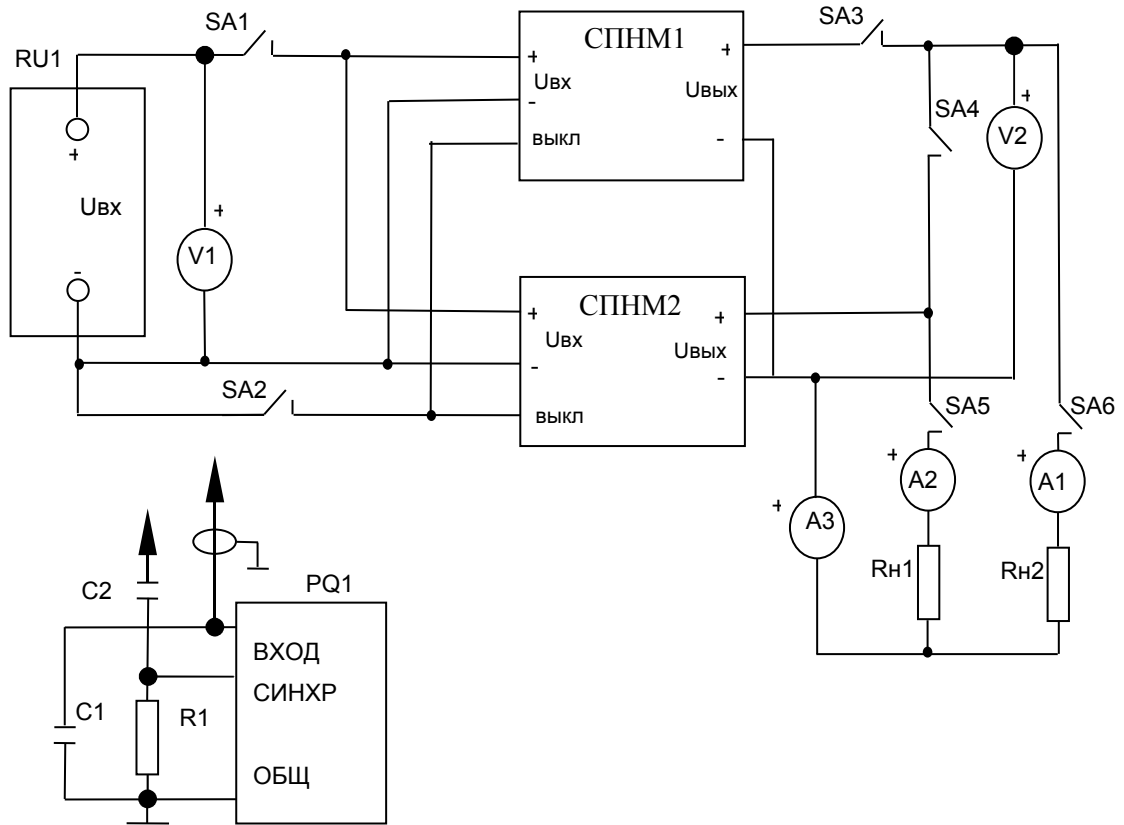 SA1
RU1
+
Uвх
-
V1
+
SA2
СПНМ1
+
Uвх
-
выкл
+
Uвых
-
СПНМ2
+
Uвх
-
выкл
+
Uвых
-
SA3
SA4
+
V2
SA5
SA6
+
A3
+
A2
+
A1
Rн1
Rн2
C2
PQ1
ВХОД
СИНХР
C1
R1
ОБЩ